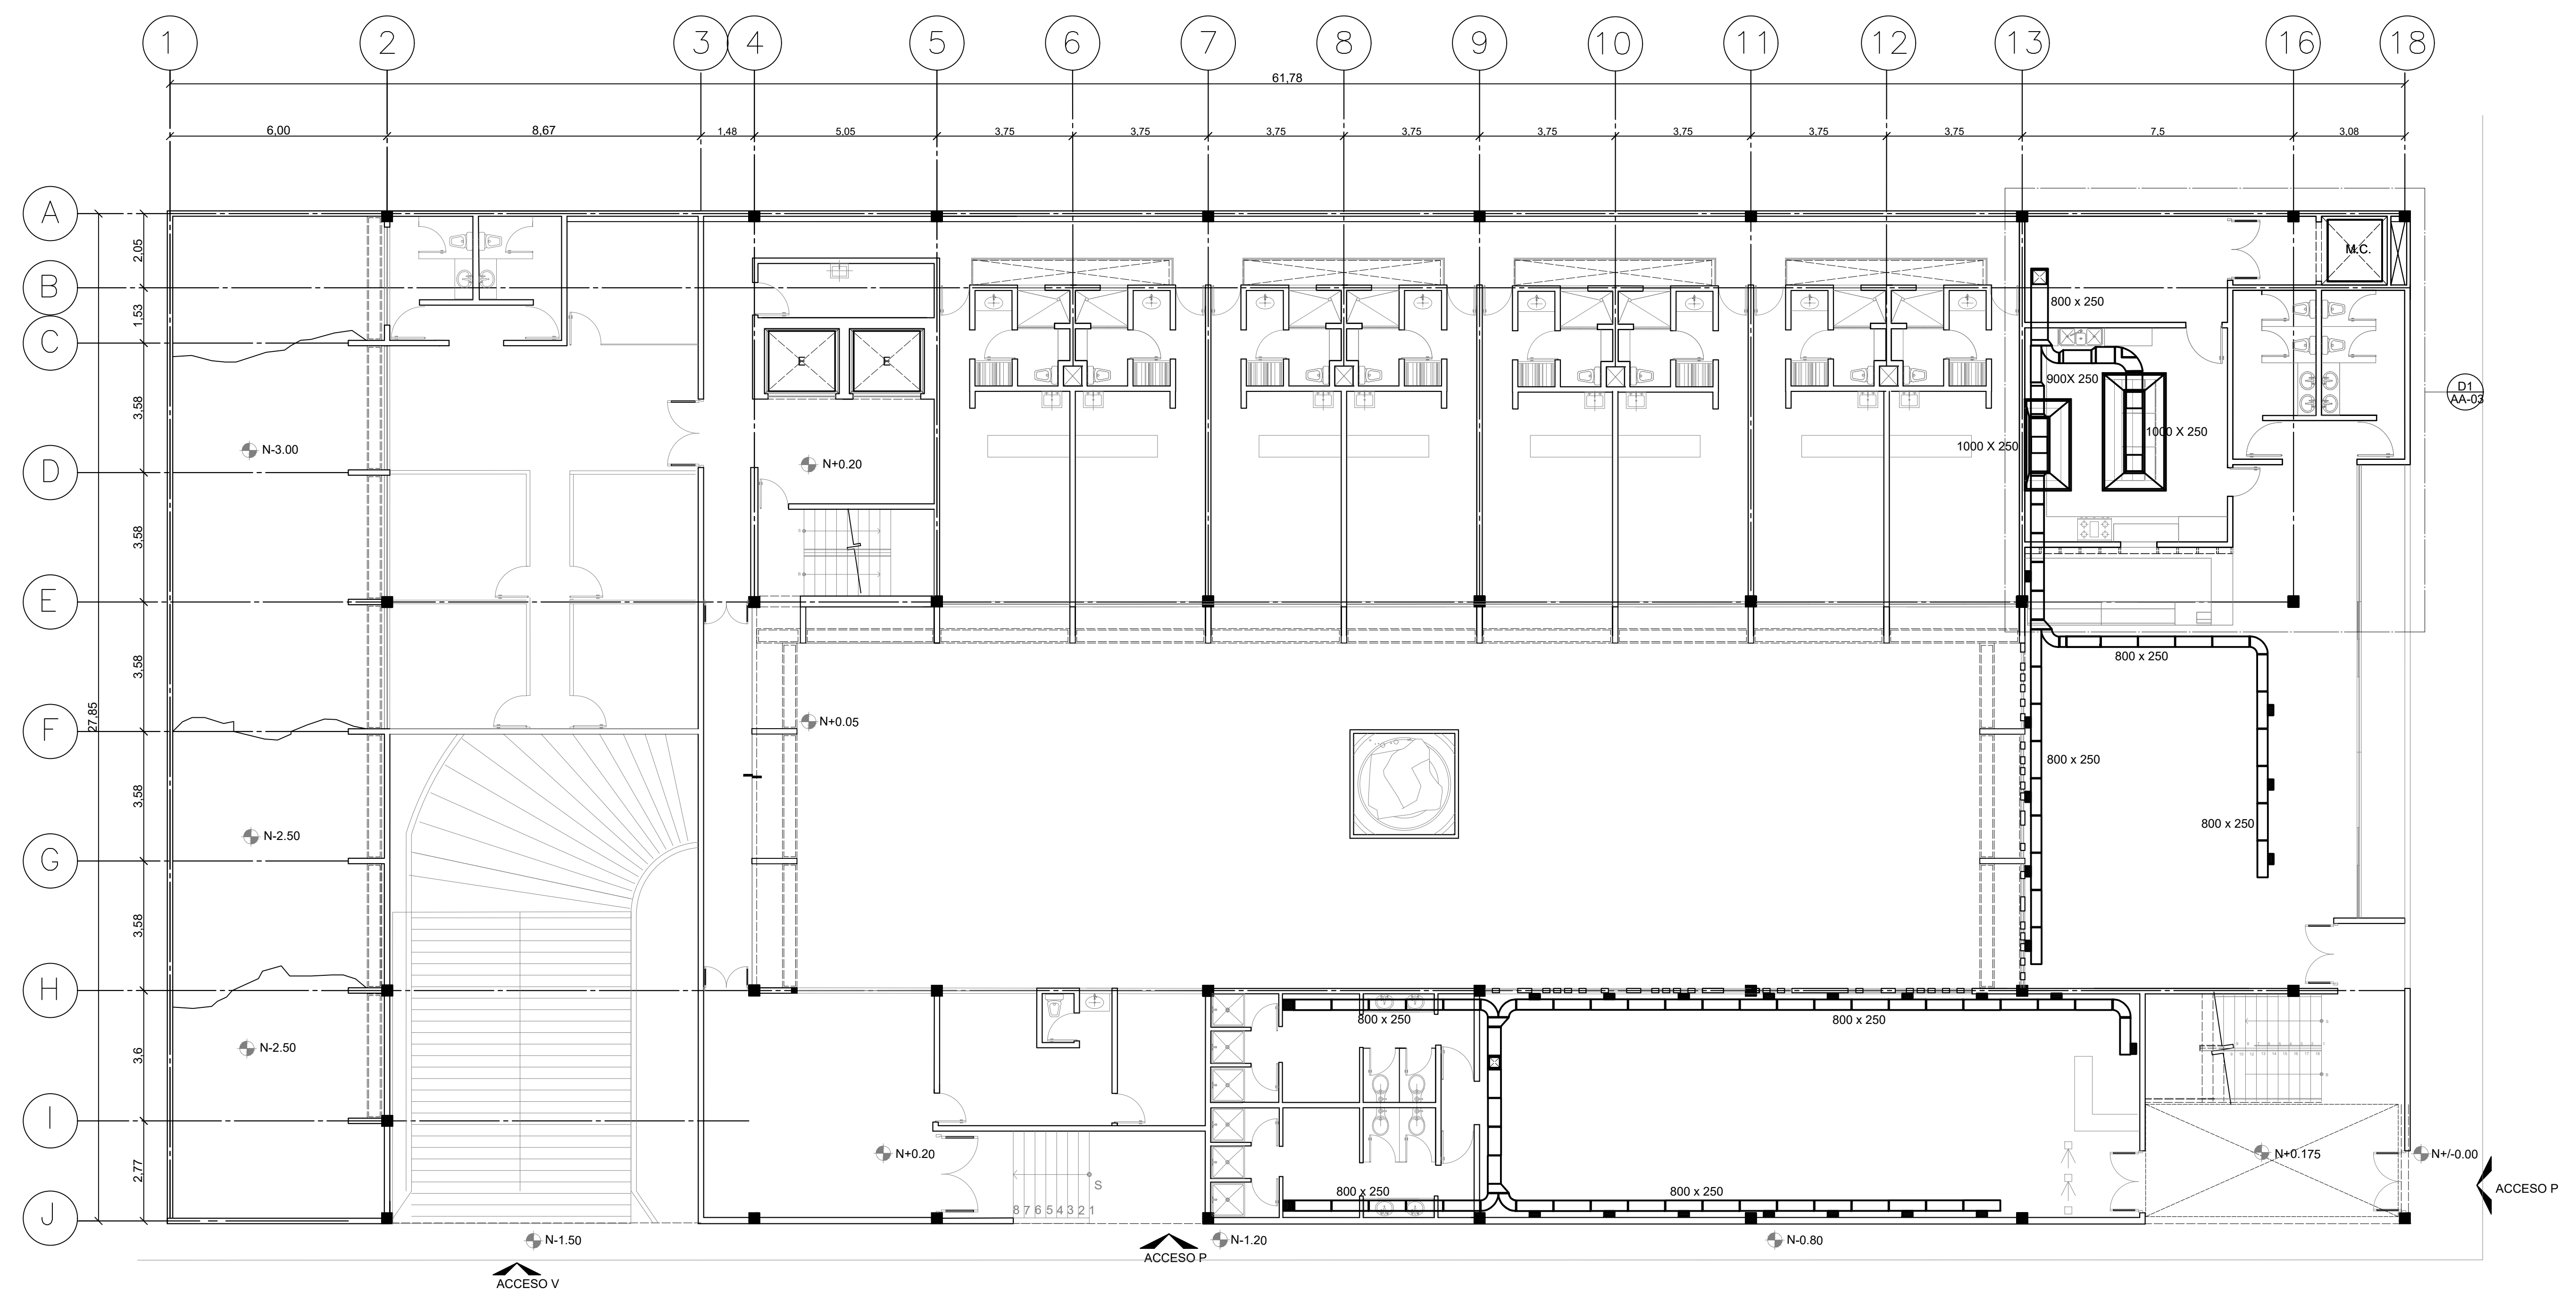 1 2 3 4 5 6 7 8 9 10 11 12 13 16 18
61,78
6,00 8,67 1,48 5,05 3,75 3,75 3,75 3,75 3,75 3,75 3,75 3,75 7,5 3,08
A
B
C
D
E
F
G
H
I
J
27,85
2,05
1,53
3,58
3,58
3,58
3,58
3,58
3,6
2,77
M.C.
800 x 250
E E
900X 250
D1
AA-03
1000 X 250
1000 X 250
N-3.00
N+0.20
800 x 250
N+0.05
800 x 250
800 x 250
N-2.50
800 x 250
800 x 250
N-2.50
N+0.20
N+0.175
N+/-0.00
S
800 x 250
800 x 250
ACCESO P
8 7 6 5 4 3 2 1
N-1.50
N-1.20
N-0.80
ACCESO P
ACCESO V